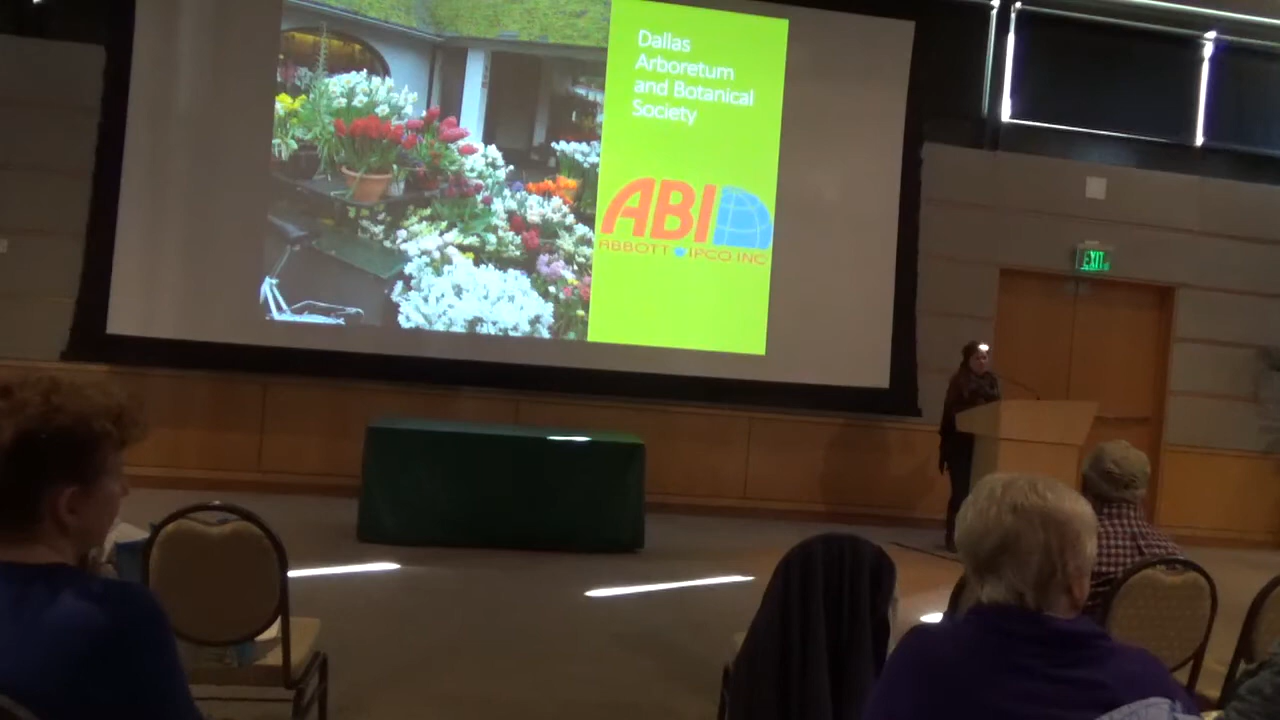 Dallas
Arboretum
and Botanical
Society
ABI
ABBOTT IPCO INC
EXIT